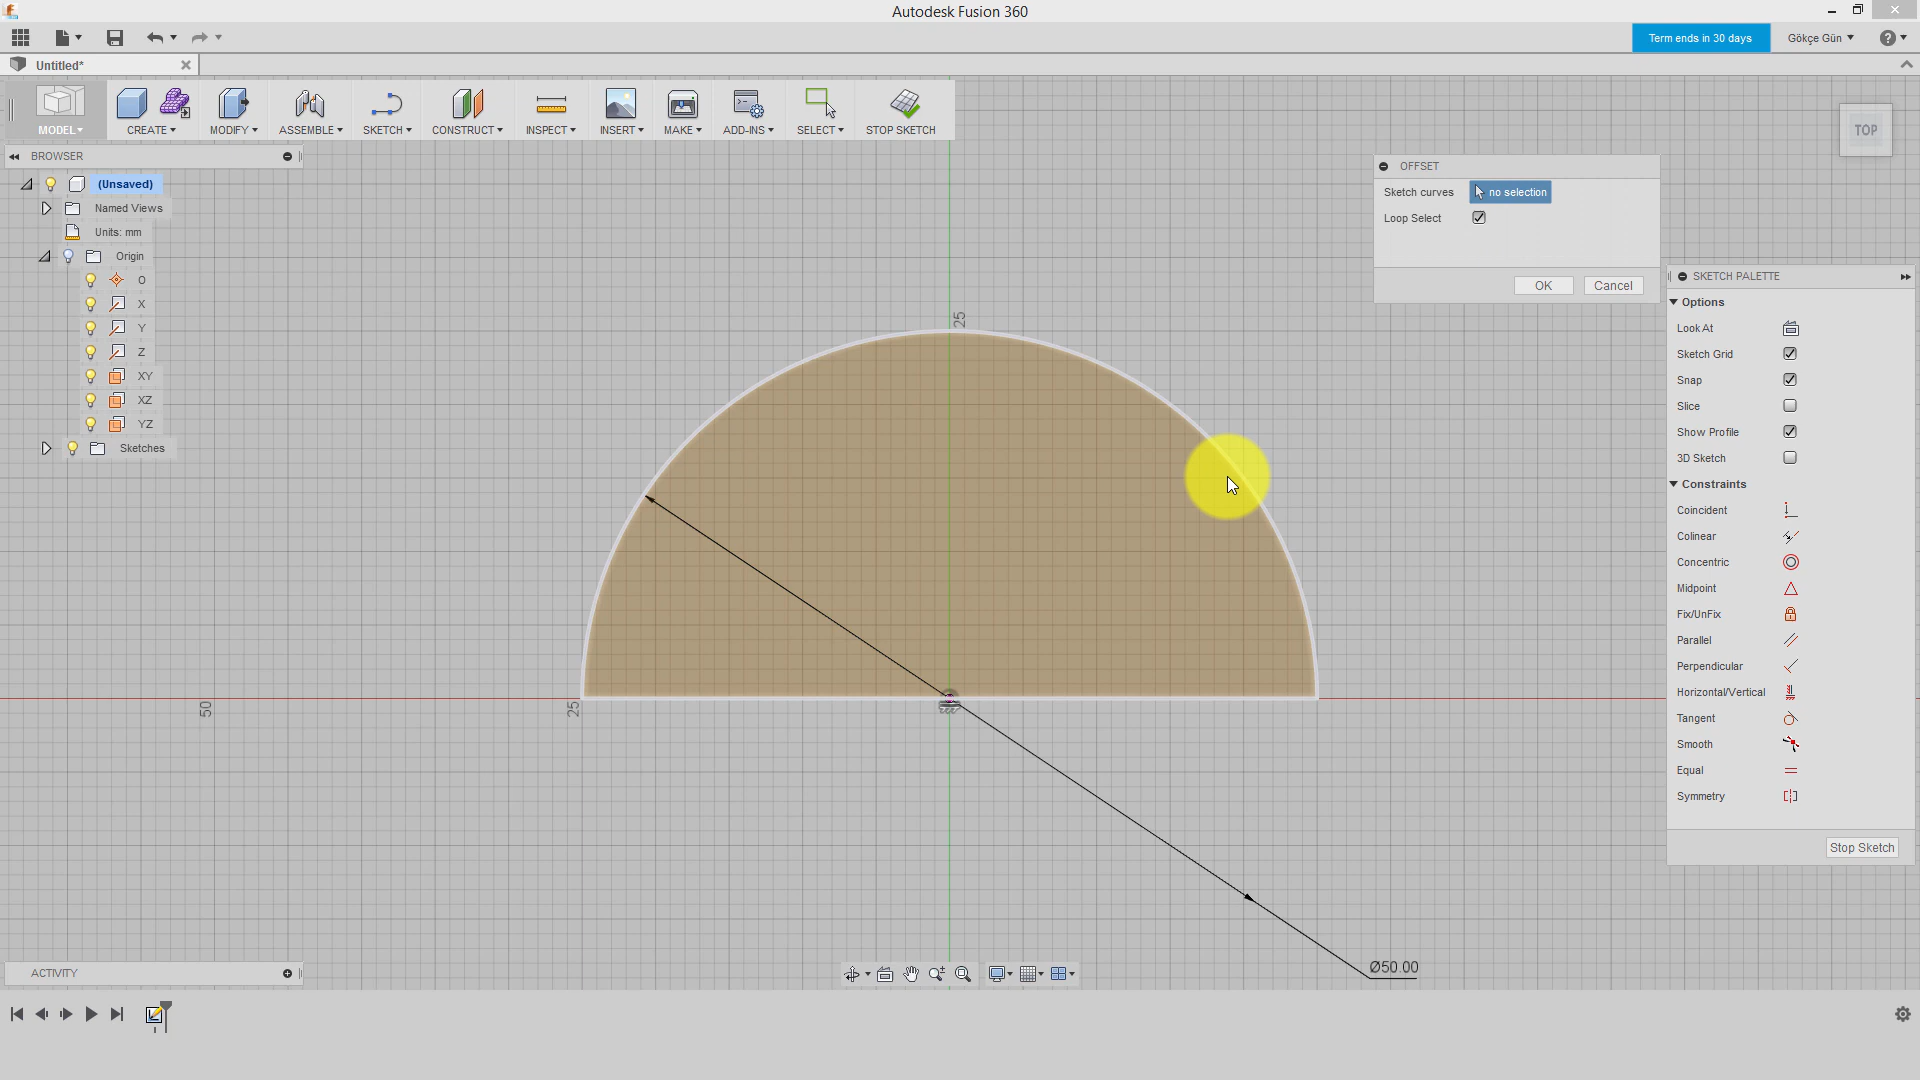 Autodesk Fusion 360
Term ends in 30 days
Gökçe Gün
Untitled*
MODEL
CREATE
MODIFY
ASSEMBLE
SKETCH
CONSTRUCT
INSPECT
INSERT
MAKE
ADD-INS
SELECT
STOP SKETCH
TOP
BROWSER
(Unsaved)
Named Views
Units: mm
Origin
O
X
Y
Z
XY
XZ
YZ
Sketches
OFFSET
Sketch curves no selection
Loop Select
OK Cancel
SKETCH PALETTE
Options
Look At
Sketch Grid
Snap
Slice
Show Profile
3D Sketch
Constraints
Coincident
Colinear
Concentric
Midpoint
Fix/UnFix
Parallel
Perpendicular
Horizontal/Vertical
Tangent
Smooth
Equal
Symmetry
Stop Sketch
25
50
25
Ø50.00
ACTIVITY